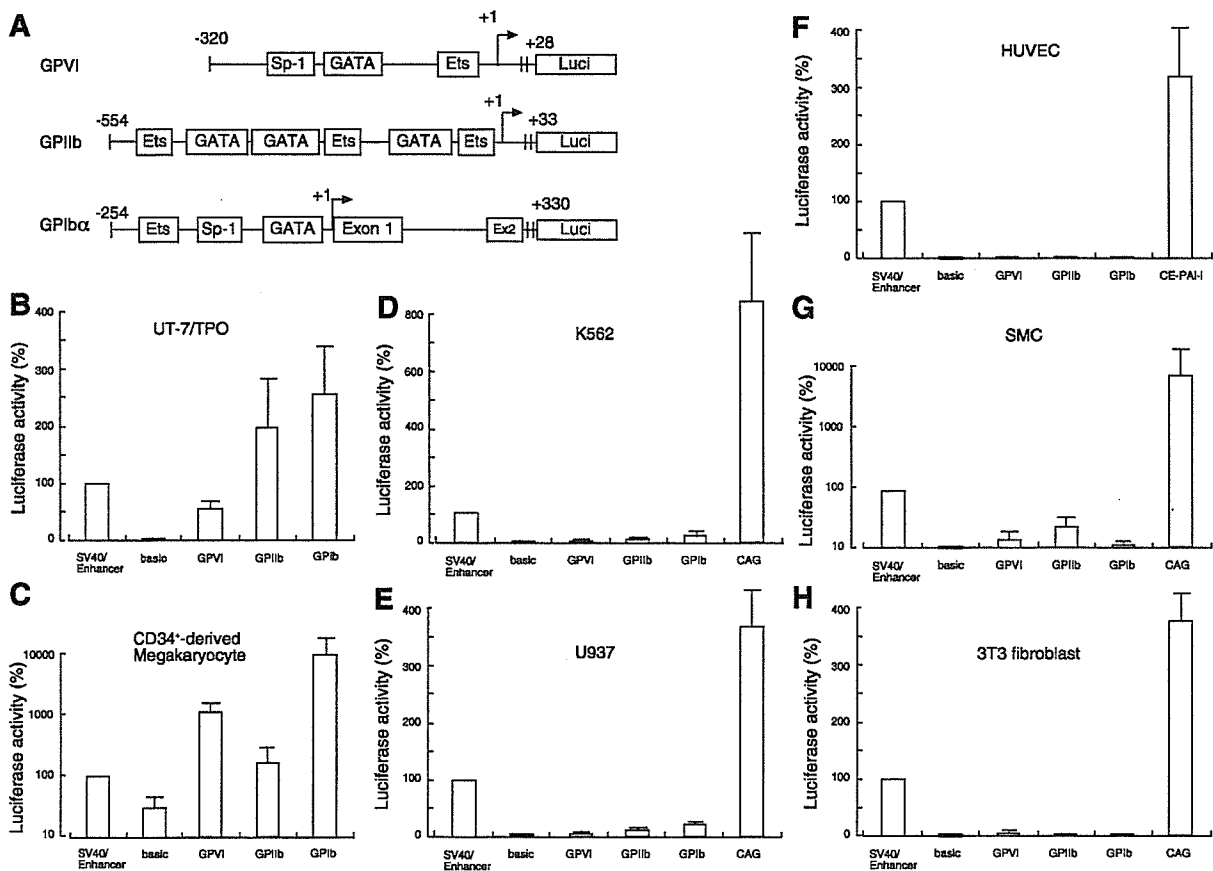 A
GPVI
-320
Sp-1
GATA
Ets
+1
+28
Luci
GPIIb
-554
Ets
GATA
GATA
Ets
GATA
Ets
+1
+33
Luci
GPIbα
-254
Ets
Sp-1
GATA
+1
Exon 1
Ex2
+330
Luci
B
UT-7/TPO
Luciferase activity (%)
400
300
200
100
0
SV40/
Enhancer
basic
GPVI
GPIIb
GPIb
C
CD34+-derived
Megakaryocyte
Luciferase activity (%)
10000
1000
100
10
SV40/
Enhancer
basic
GPVI
GPIIb
GPIb
D
K562
Luciferase activity (%)
800
600
400
200
0
SV40/
Enhancer
basic
GPVI
GPIIb
GPIb
CAG
E
U937
Luciferase activity (%)
400
300
200
100
0
SV40/
Enhancer
basic
GPVI
GPIIb
GPIb
CAG
F
HUVEC
Luciferase activity (%)
400
300
200
100
0
SV40/
Enhancer
basic
GPVI
GPIIb
GPIb
CE-PAI-I
G
SMC
Luciferase activity (%)
10000
1000
100
10
SV40/
Enhancer
basic
GPVI
GPIIb
GPIb
CAG
H
3T3 fibroblast
Luciferase activity (%)
400
300
200
100
0
SV40/
Enhancer
basic
GPVI
GPIIb
GPIb
CAG